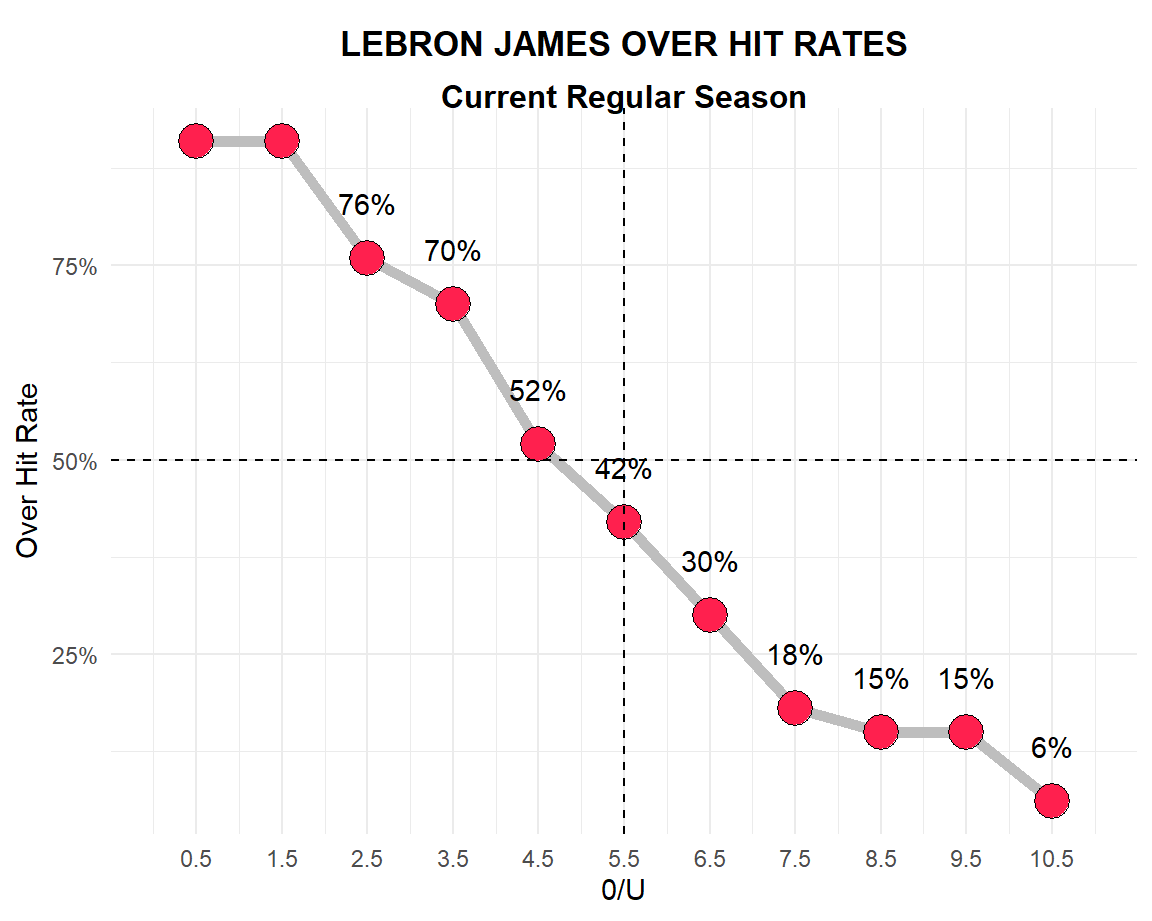 LEBRON JAMES OVER HIT RATES
Current Regular Season
76%
70%
75%
52%
50%
42%
30%
25%
18%
15%
15%
6%
Over Hit Rate
0.5 1.5 2.5 3.5 4.5 5.5 6.5 7.5 8.5 9.5 10.5
0/U